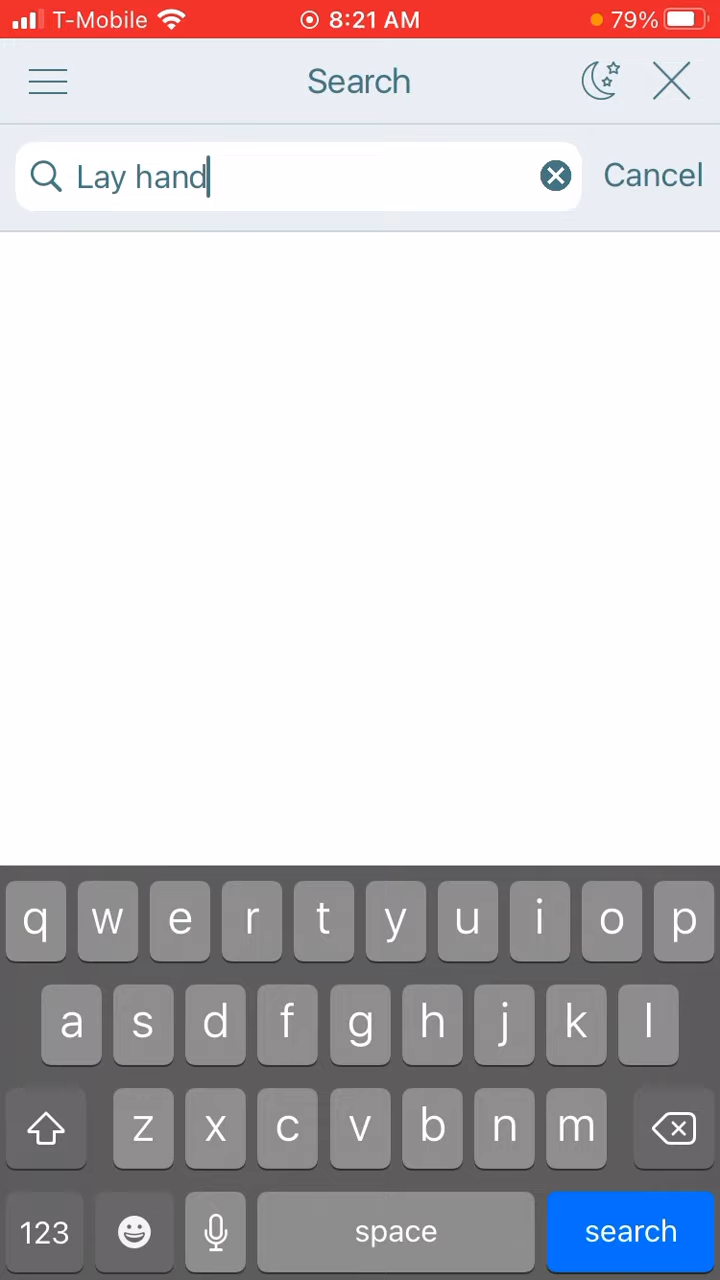 T-Mobile 8:21 AM 79%
Search
Lay hand Cancel
q w e r t y u i o p
a s d f g h j k l
z x c v b n m
123 space search